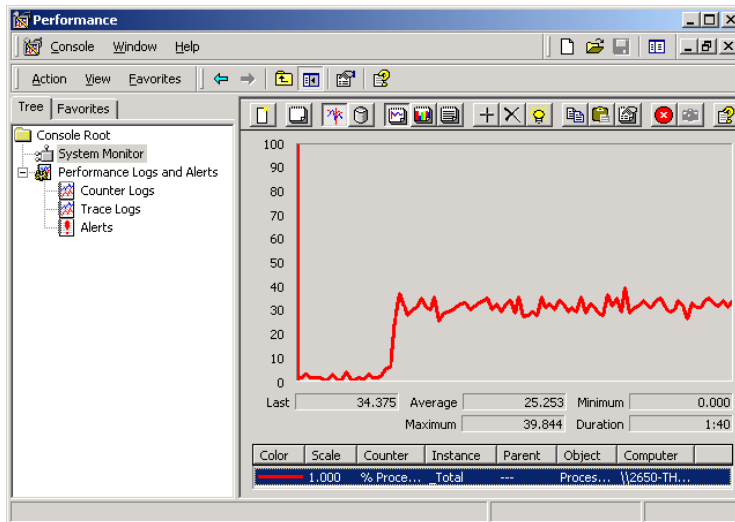 Performance
Console Window Help
Action View Favorites
Tree Favorites
Console Root
System Monitor
Performance Logs and Alerts
Counter Logs
Trace Logs
Alerts
100
90
80
70
60
50
40
30
20
10
0
Last 34.375 Average 25.253 Minimum 0.000
Maximum 39.844 Duration 1:40
Color Scale Counter Instance Parent Object Computer
1.000 % Proce... _Total --- Proces... \\2650-TH...